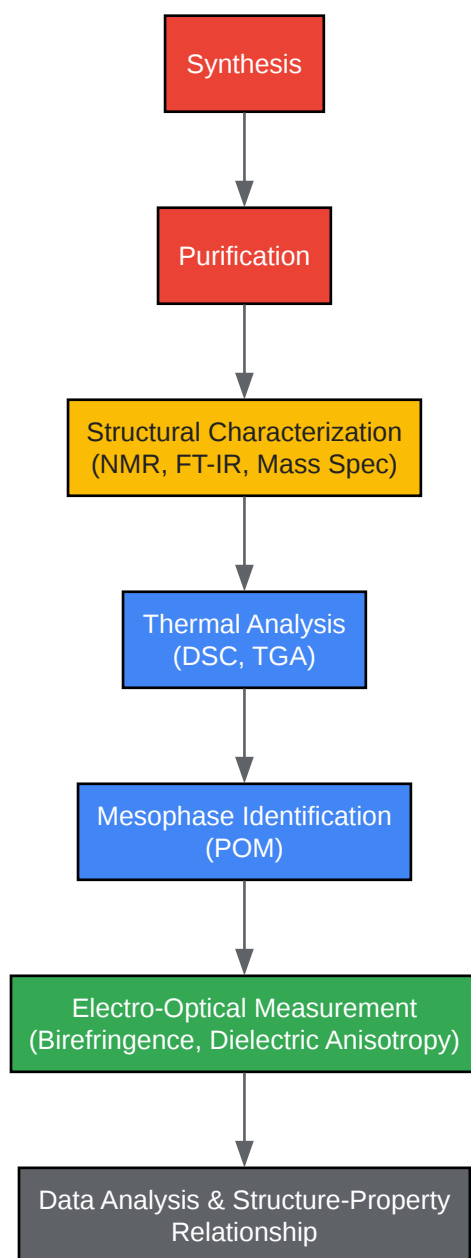 Synthesis
Purification
Structural Characterization
(NMR, FT-IR, Mass Spec)
Thermal Analysis
(DSC, TGA)
Mesophase Identification
(POM)
Electro-Optical Measurement
(Birefringence, Dielectric Anisotropy)
Data Analysis & Structure-Property
Relationship